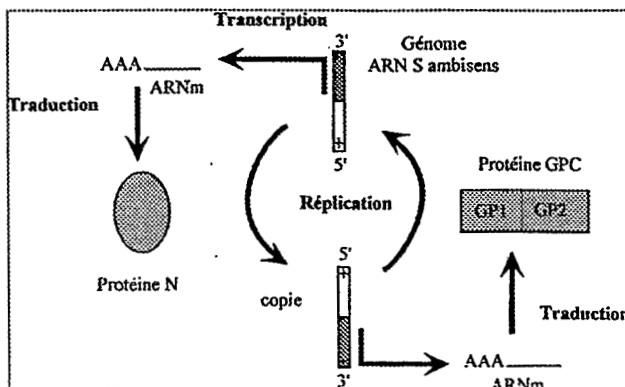 Transcription
3'
Génome
ARN S ambisens
AAA
ARNm
Traduction
5'
Protéine GPC
GP1 GP2
Réplication
Protéine N
5'
copie
Traduction
AAA
3'
ARNm